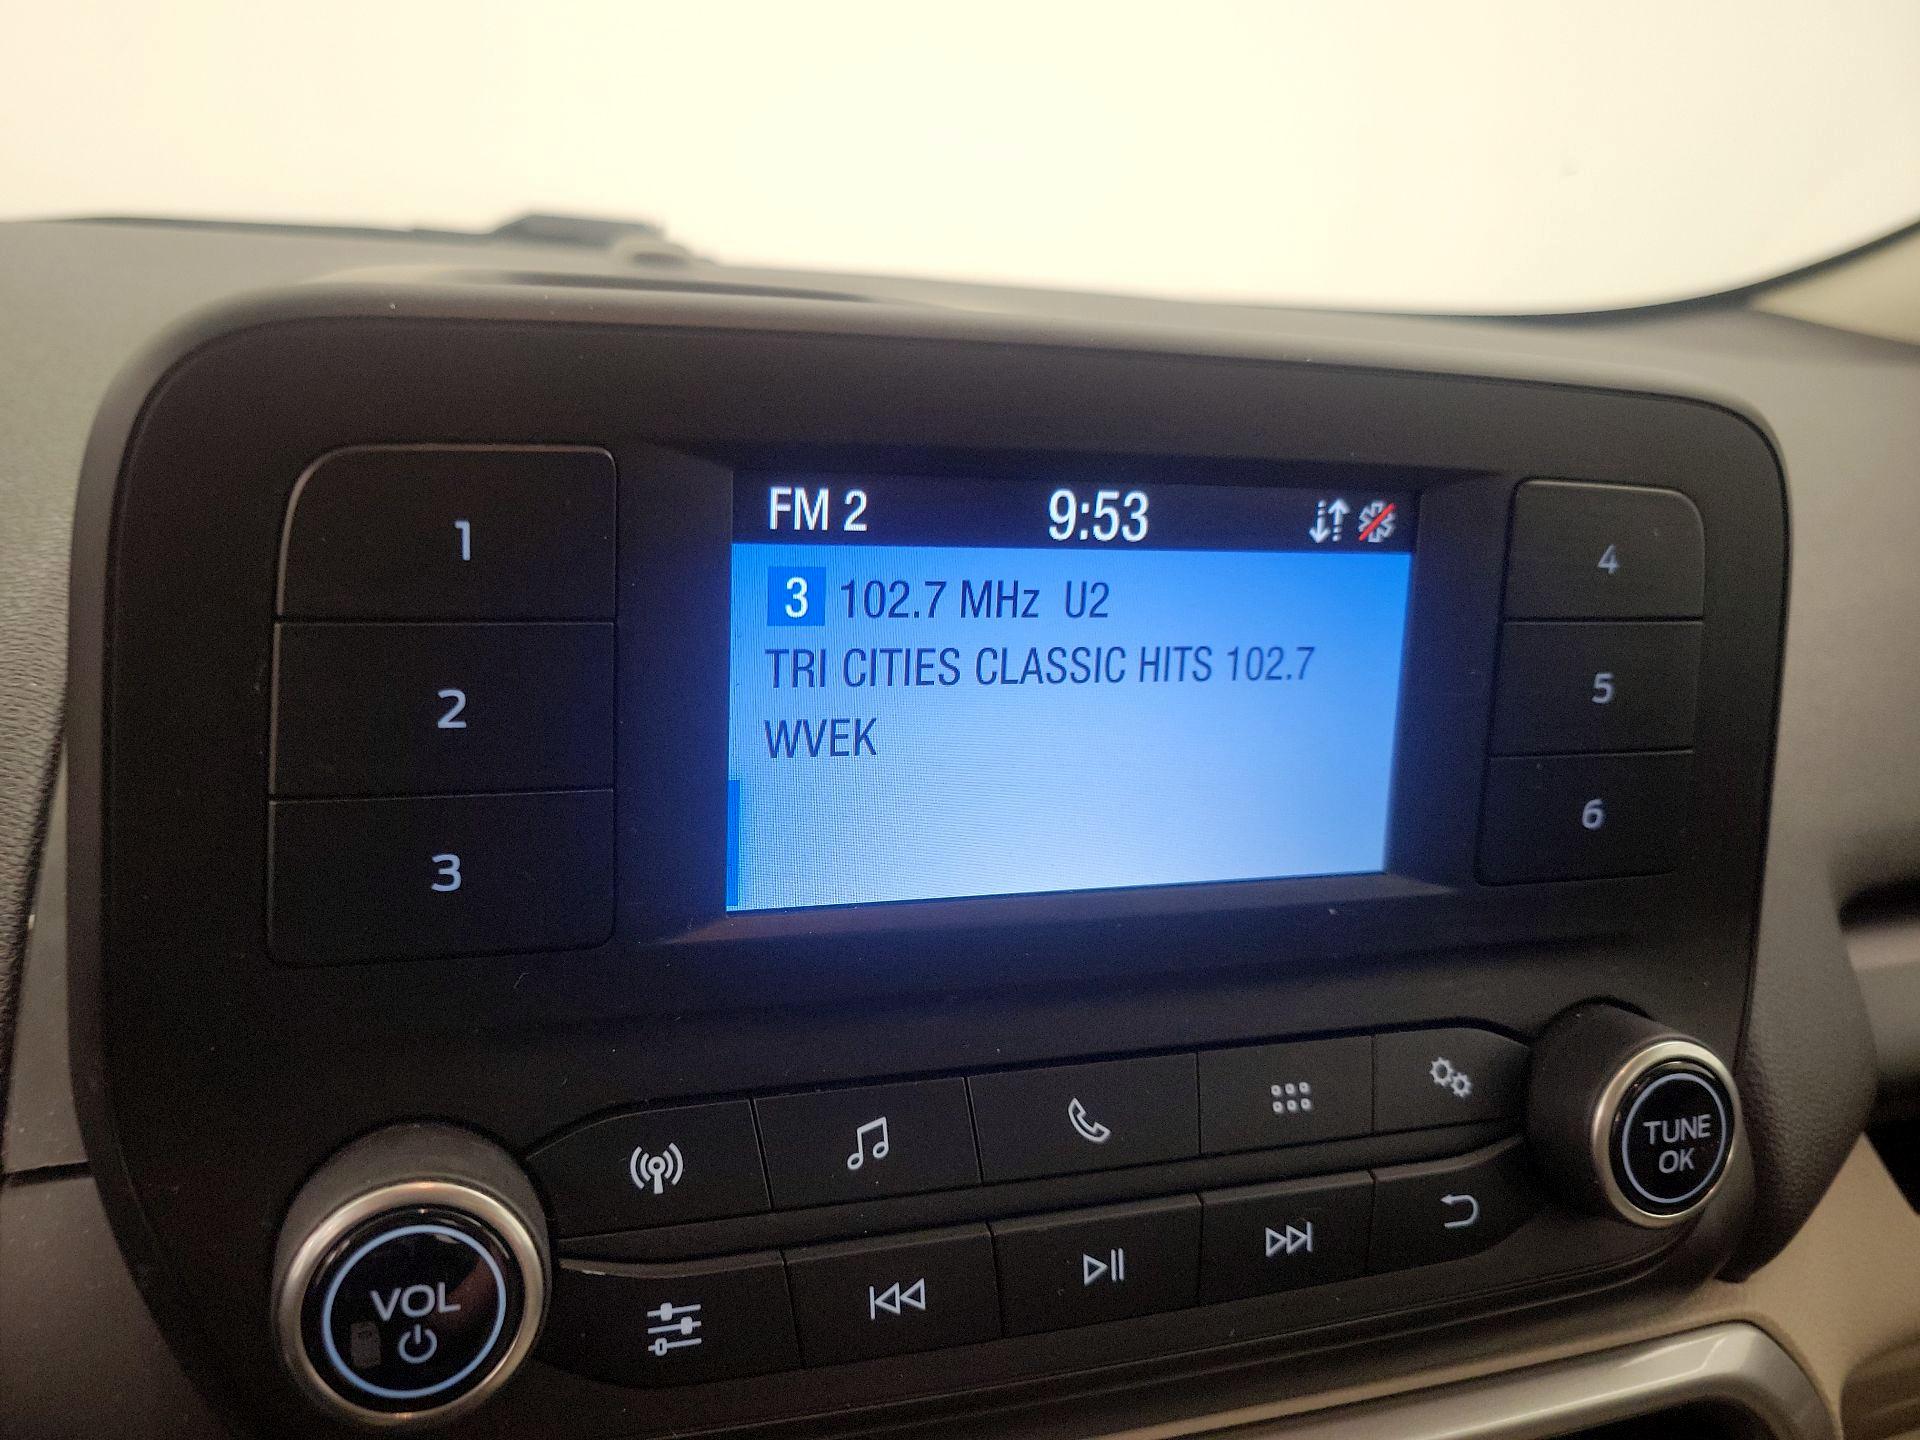 FM 2 9:53
3 102.7 MHz U2
TRI CITIES CLASSIC HITS 102.7
WVEK
1
2
3
4
5
6
VOL
TUNE
OK